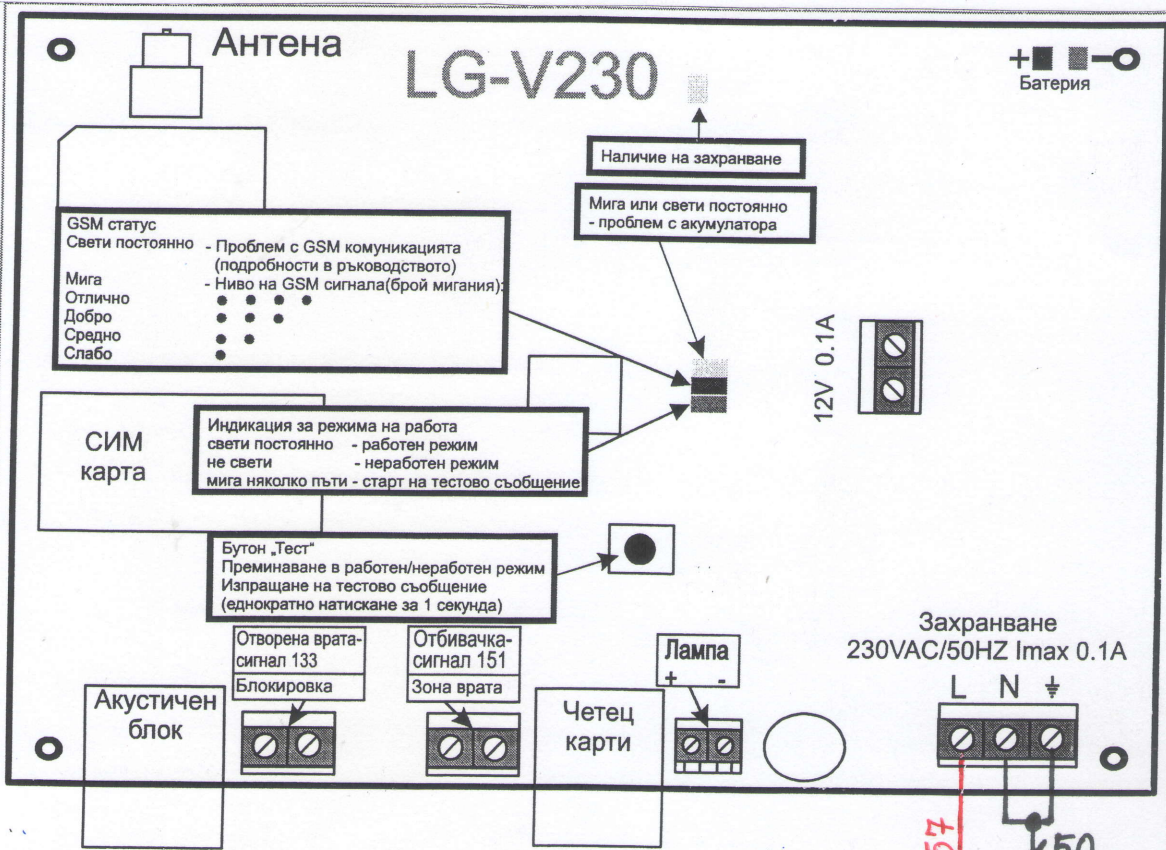 Антена
LG-V230
+ -
Батерия
Наличие на захранване
Мига или свети постоянно
- проблем с акумулатора
GSM статус
Свети постоянно - Проблем с GSM комуникацията
(подробности в ръководството)
Мига - Ниво на GSM сигнала(брой мигания):
Отлично
Добро
Средно
Слабо
12V 0.1A
СИМ
карта
Индикация за режима на работа
свети постоянно - работен режим
не свети - неработен режим
мига няколко пъти - старт на тестово съобщение
Бутон „Тест“
Преминаване в работен/неработен режим
Изпращане на тестово съобщение
(еднократно натискане за 1 секунда)
Отворена врата-
сигнал 133
Блокировка
Отбивачка-
сигнал 151
Зона врата
Лампа
+ -
Захранване
230VAC/50HZ Imax 0.1A
L N
Акустичен
блок
Четец
карти